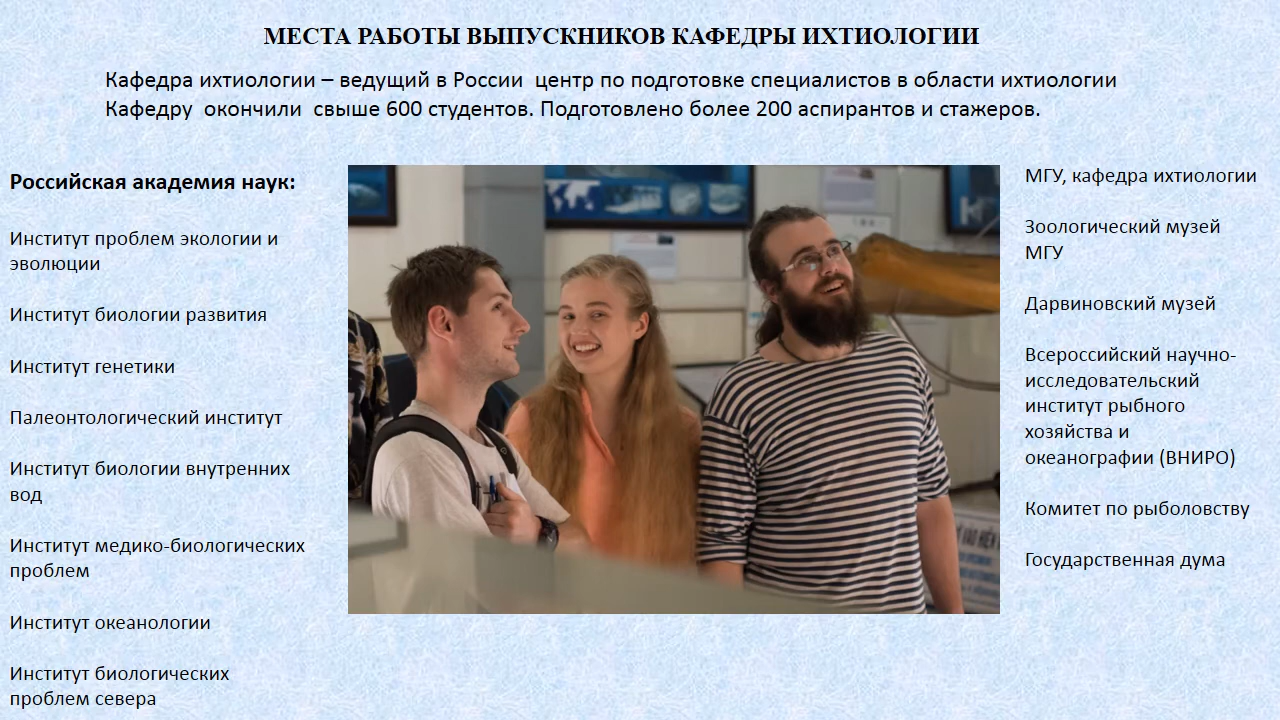 МЕСТА РАБОТЫ ВЫПУСКНИКОВ КАФЕДРЫ ИХТИОЛОГИИ
Кафедра ихтиологии – ведущий в России  центр по подготовке специалистов в области ихтиологии
Кафедру  окончили  свыше 600 студентов. Подготовлено более 200 аспирантов и стажеров.
Российская академия наук:
Институт проблем экологии и
эволюции
Институт биологии развития
Институт генетики
Палеонтологический институт
Институт биологии внутренних
вод
Институт медико-биологических
проблем
Институт океанологии
Институт биологических
проблем севера
МГУ, кафедра ихтиологии
Зоологический музей
МГУ
Дарвиновский музей
Всероссийский научно-
исследовательский
институт рыбного
хозяйства и
океанографии (ВНИРО)
Комитет по рыболовству
Государственная дума